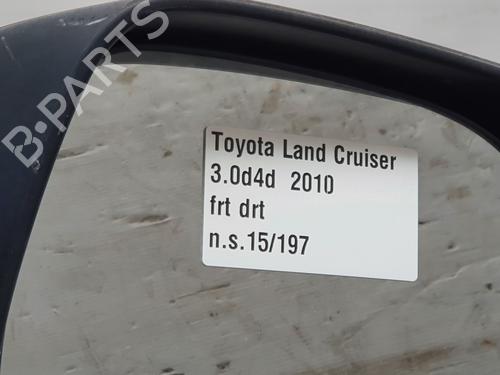 B-PARTS
Toyota Land Cruiser
3.0d4d 2010
frt drt
n.s.15/197